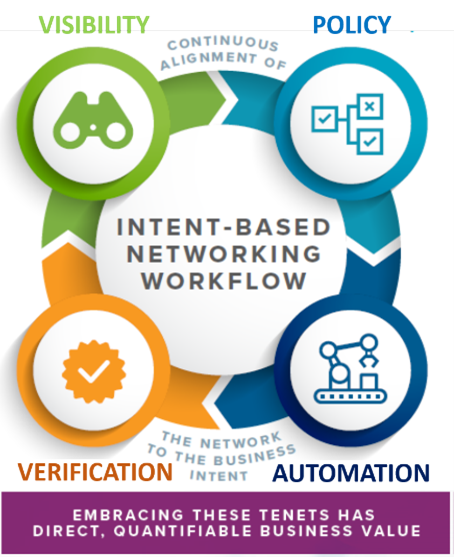 VISIBILITY
POLICY
CONTINUOUS
ALIGNMENT OF
INTENT-BASED
NETWORKING
WORKFLOW
THE NETWORK
TO THE BUSINESS
INTENT
VERIFICATION
AUTOMATION
EMBRACING THESE TENETS HAS
DIRECT, QUANTIFIABLE BUSINESS VALUE